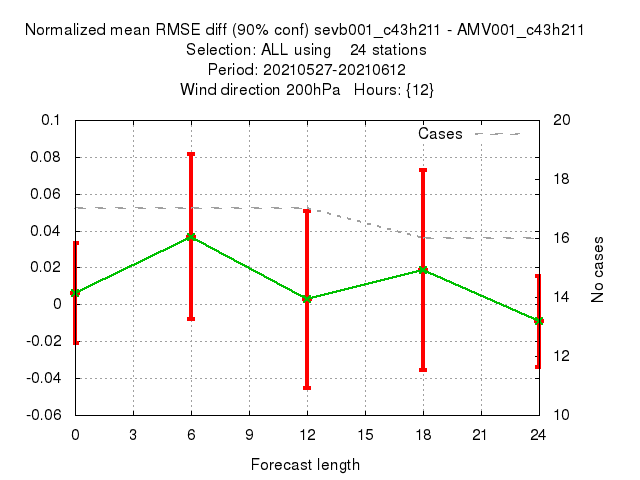 Normalized mean RMSE diff (90% conf) sevb001_c43h211 - AMV001_c43h211
Selection: ALL using    24 stations
Period: 20210527-20210612
Wind direction 200hPa   Hours: {12}
Cases
0.1
0.08
0.06
0.04
0.02
0
-0.02
-0.04
-0.06
20
18
16
14
12
10
No cases
0 3 6 9 12 15 18 21 24
Forecast length